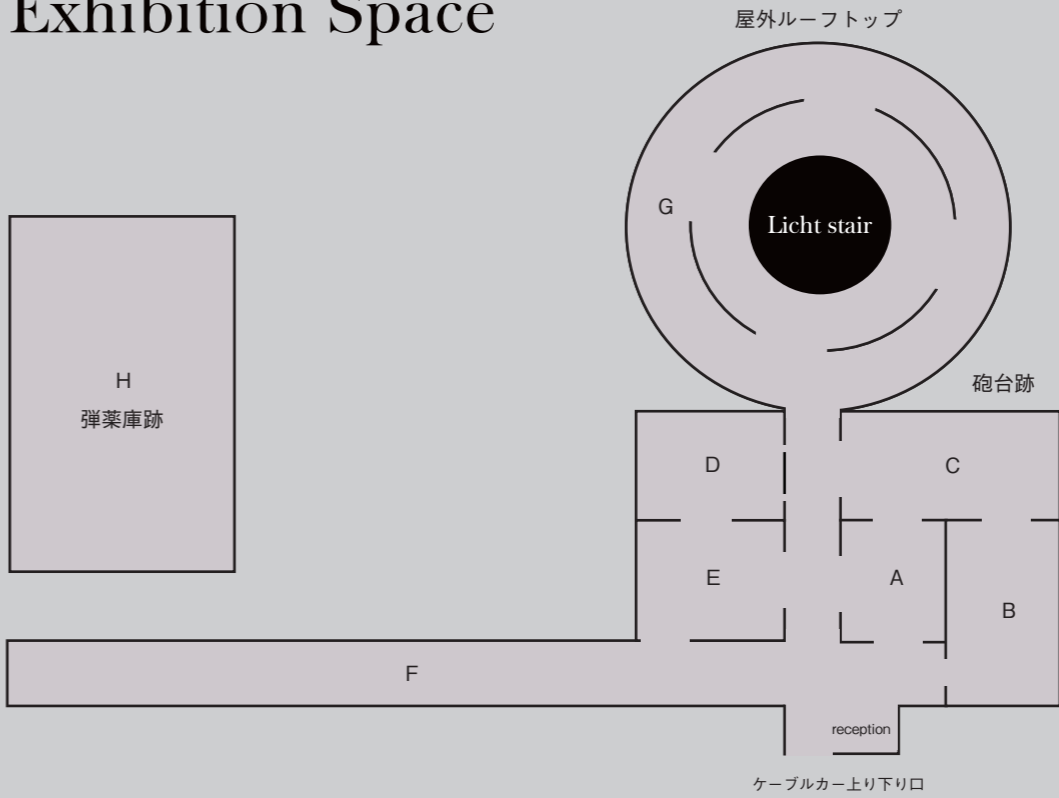 Exhibition Space
屋外ルーフトップ
G
Licht stair
H
弾薬庫跡
砲台跡
D
C
E
A
B
F
reception
ケーブルカー上り下り口